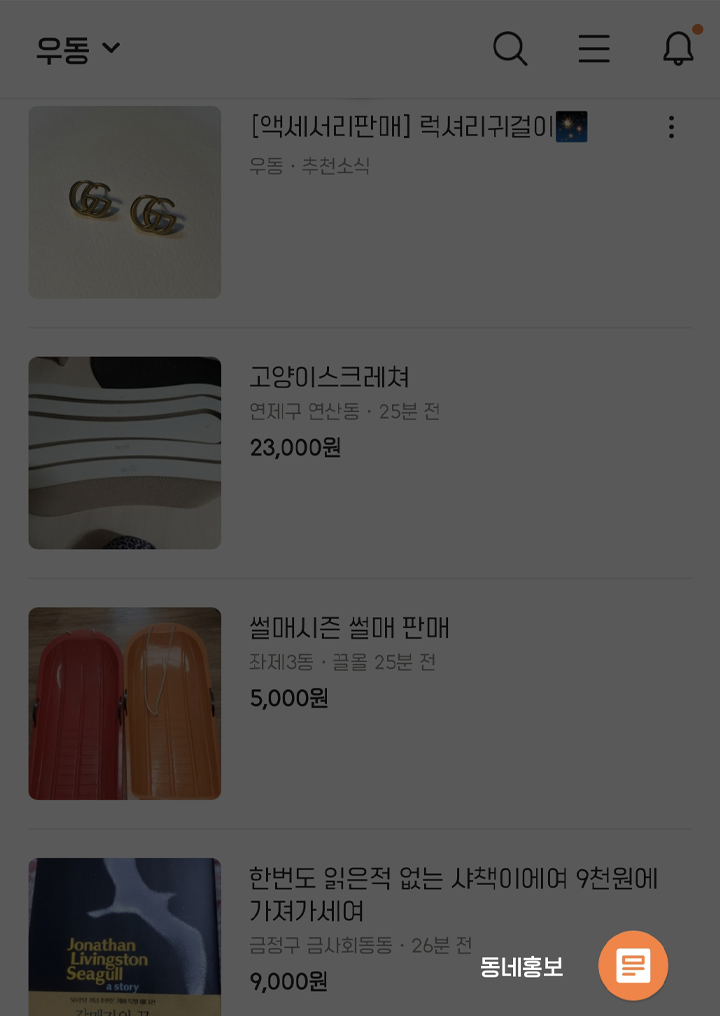 우동
[액세서리판매] 럭셔리귀걸이🎇
우동 · 추천소식
고양이스크레쳐
연제구 연산동 · 25분 전
23,000원
썰매시즌 썰매 판매
좌제3동 · 끌올 25분 전
5,000원
한번도 읽은적 없는 샤책이에여 9천원에
가져가세여
금정구 금사회동동 · 26분 전
9,000원
Jonathan
Livingston
Seagull
a story
동네홍보